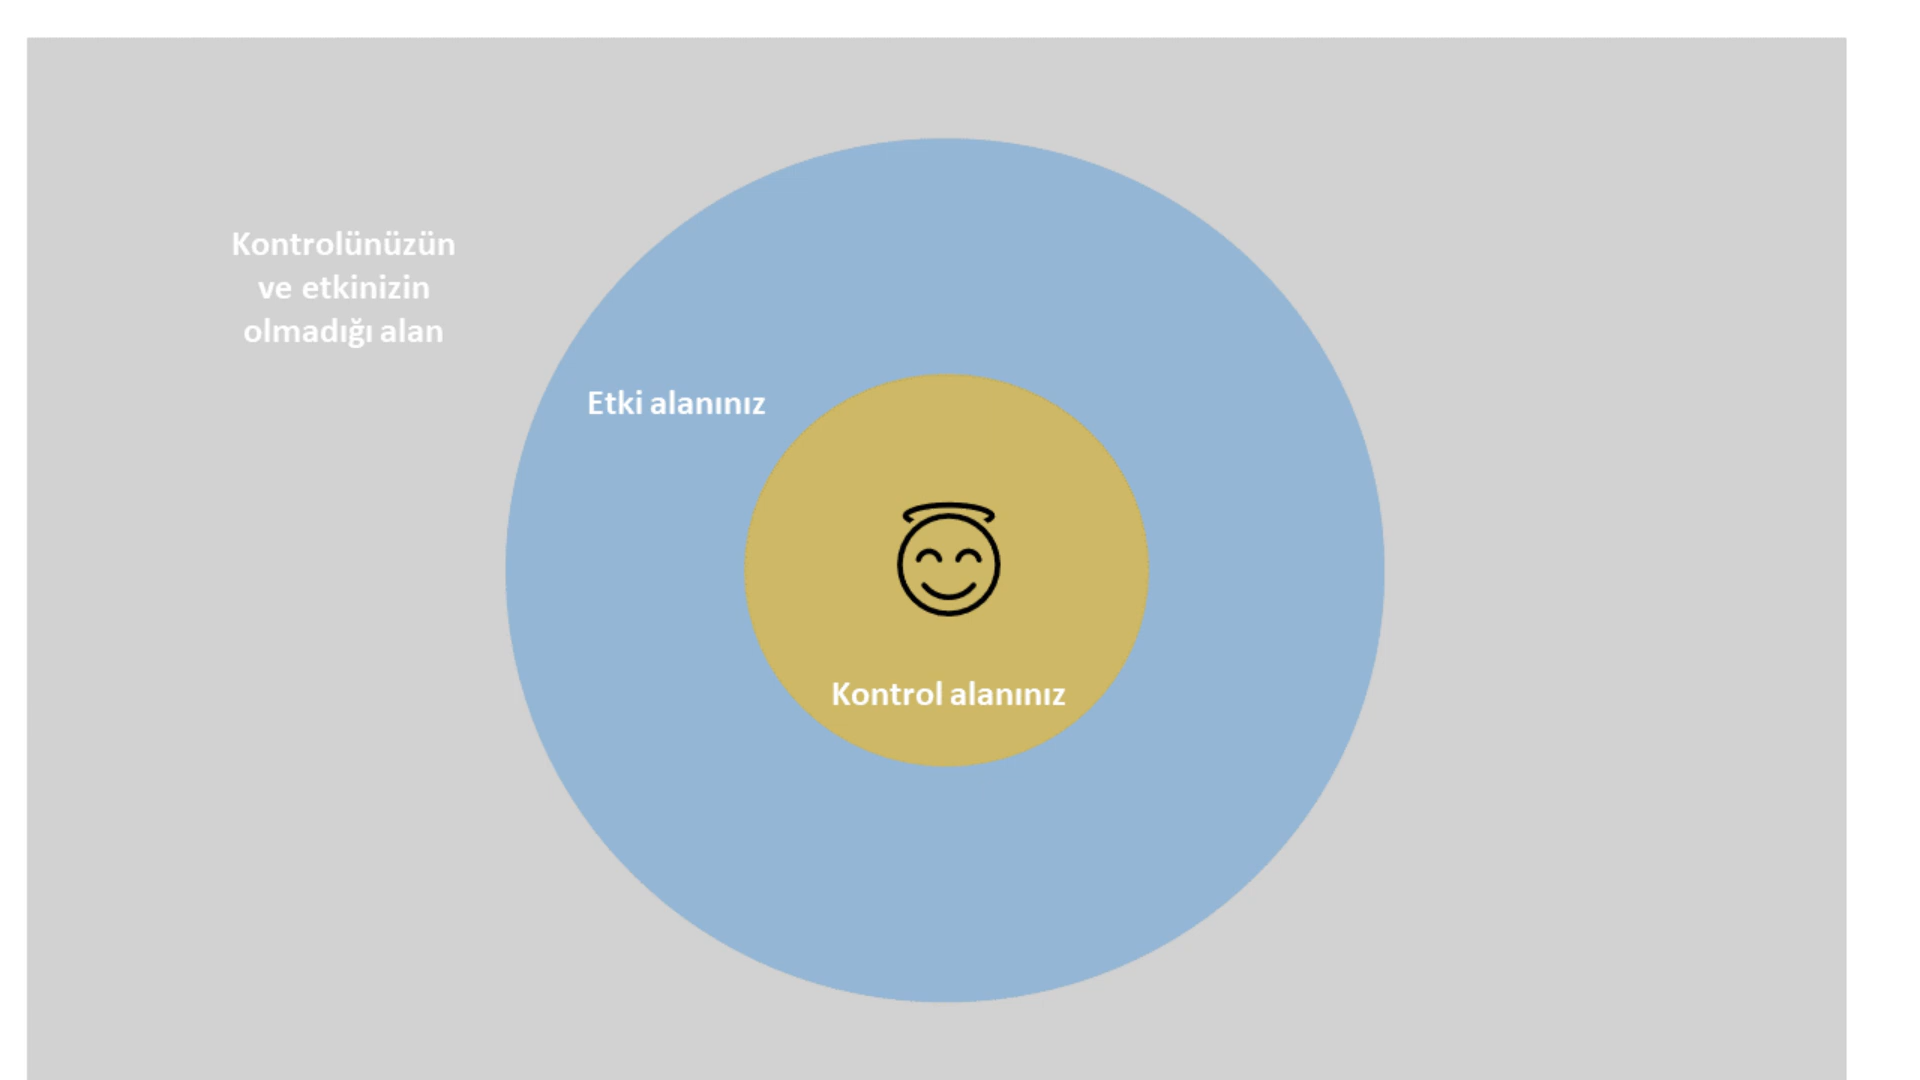 Kontrolünüzün
ve etkinizin
olmadığı alan
Etki alanınız
Kontrol alanınız